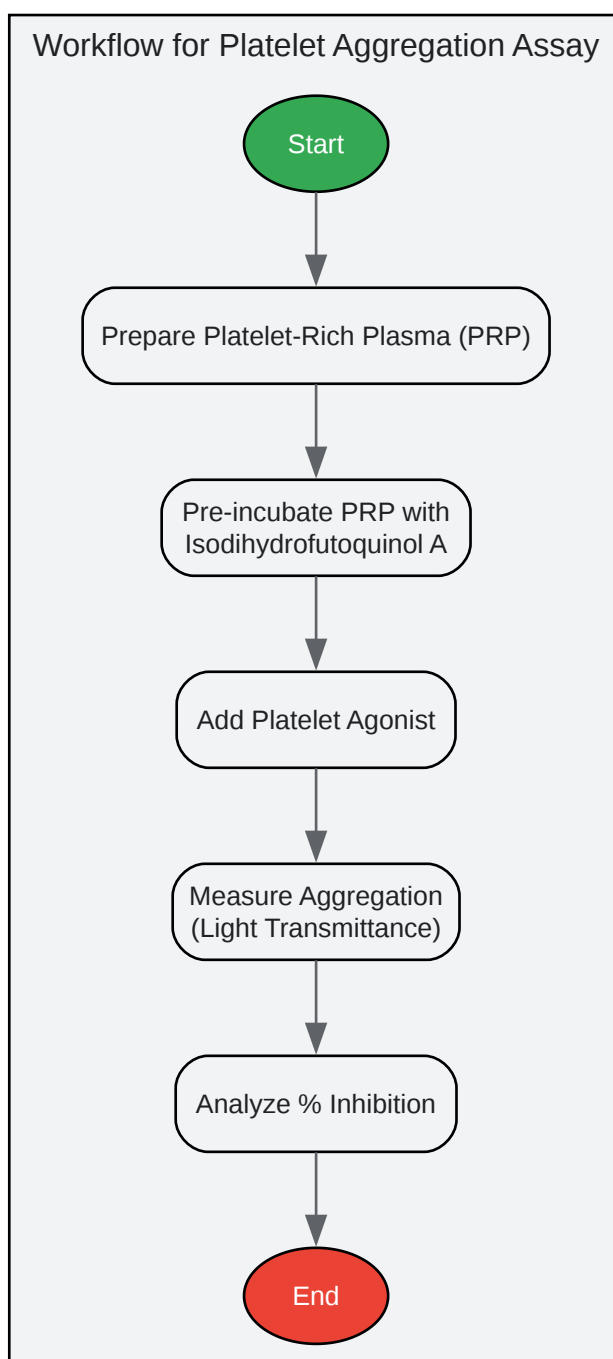 Workflow for Platelet Aggregation Assay
Start
Prepare Platelet-Rich Plasma (PRP)
Pre-incubate PRP with
Isodihydrofutoquinol A
Add Platelet Agonist
Measure Aggregation
(Light Transmittance)
Analyze % Inhibition
End